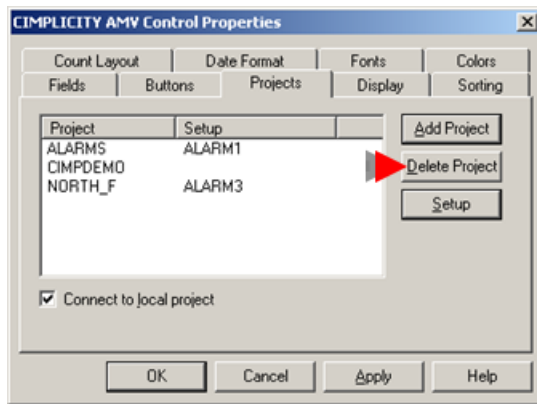 CIMPLICITY AMV Control Properties
Count Layout Date Format Fonts Colors
Fields Buttons Projects Display Sorting
Project Setup
ALARMS ALARM1
CIMPDEMO
NORTH_F ALARM3
Add Project
Delete Project
Setup
Connect to local project
OK Cancel Apply Help